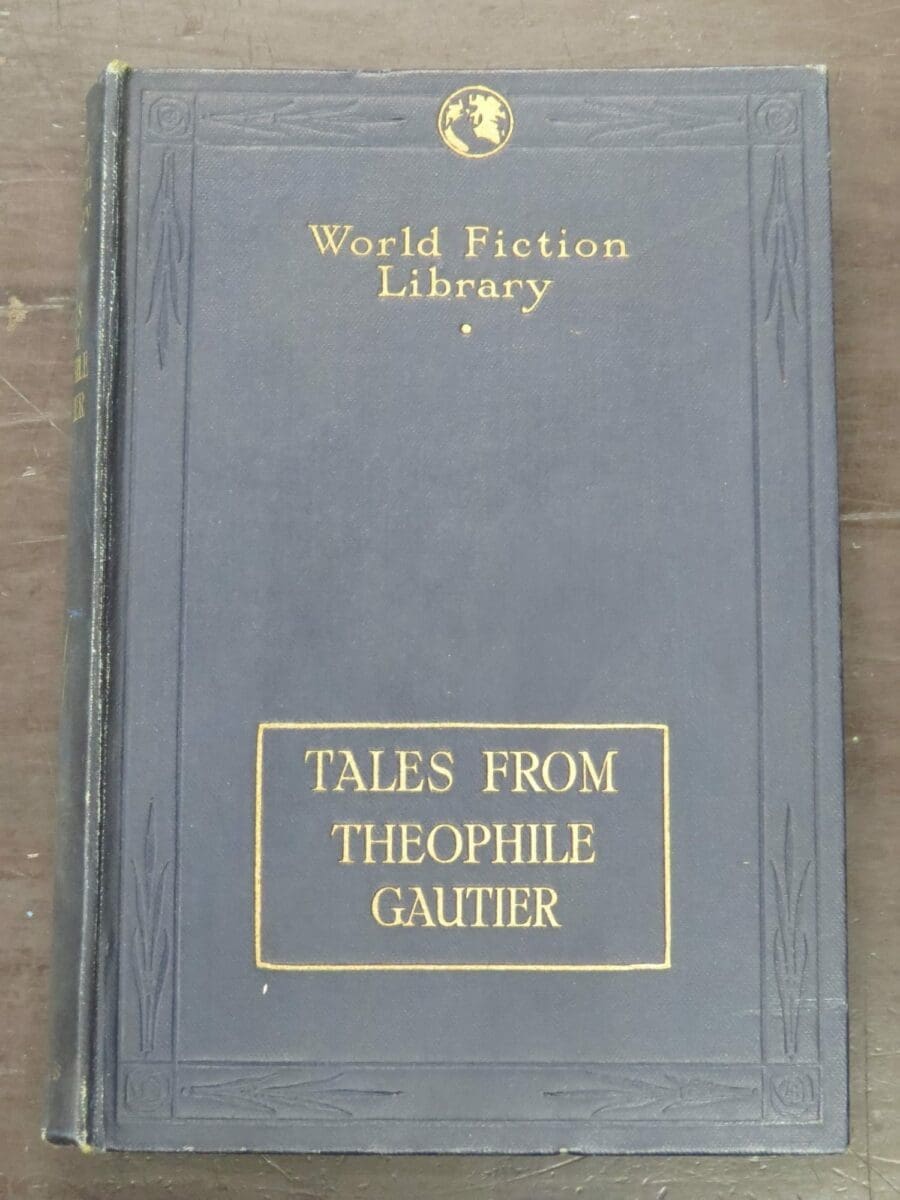 World Fiction
Library
TALES FROM
THEOPHILE
GAUTIER